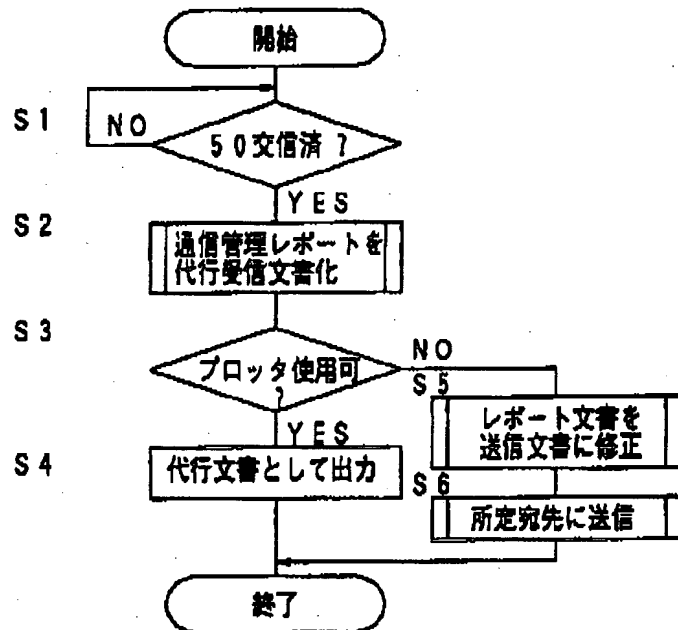 開始
S1
NO
50交信済?
YES
S2
通信管理レポートを
代行受信文書化
S3
プロッタ使用可
?
NO
YES
S5
レポート文書を
送信文書に修正
S4
代行文書として出力
S6
所定宛先に送信
終了